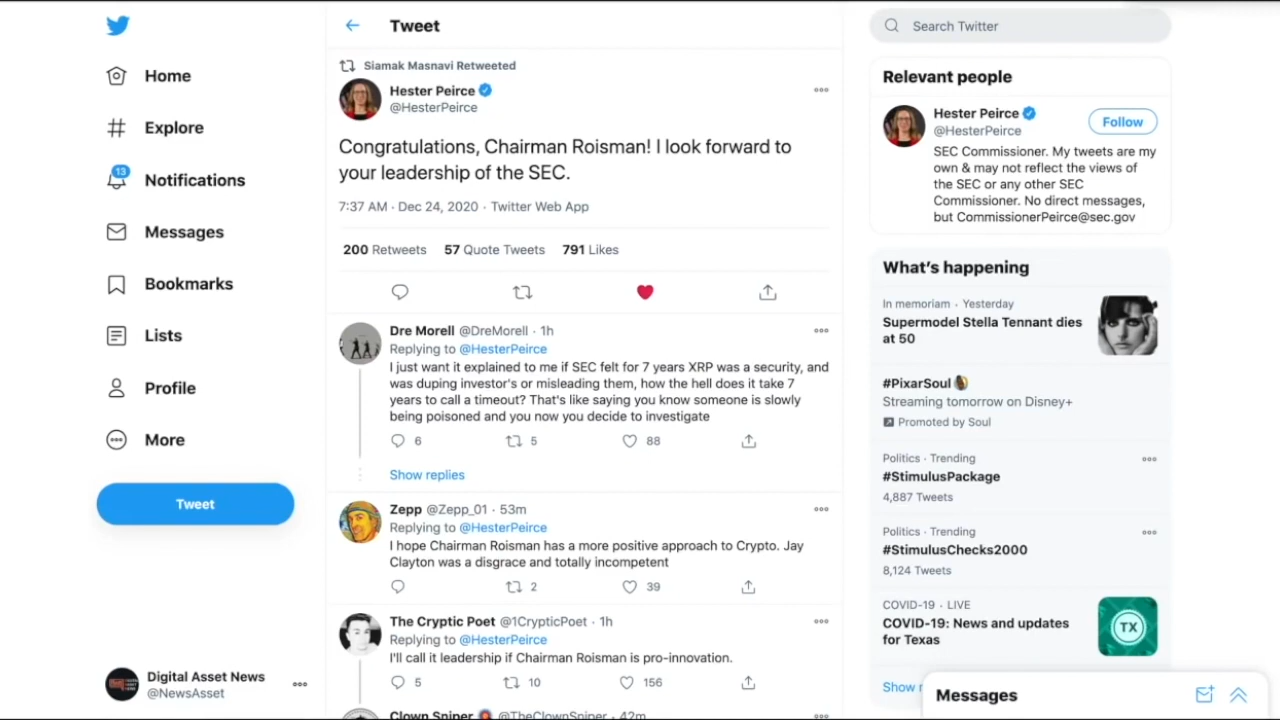 Home
Explore
13
Notifications
Messages
Bookmarks
Lists
Profile
More
Tweet
Digital Asset News
@NewsAsset
Tweet
Siamak Masnavi Retweeted
Hester Peirce
@HesterPeirce
Congratulations, Chairman Roisman! I look forward to
your leadership of the SEC.
7:37 AM · Dec 24, 2020 · Twitter Web App
200 Retweets 57 Quote Tweets 791 Likes
Dre Morell @DreMorell · 1h
Replying to @HesterPeirce
I just want it explained to me if SEC felt for 7 years XRP was a security, and
was duping investor's or misleading them, how the hell does it take 7
years to call a timeout? That's like saying you know someone is slowly
being poisoned and you now you decide to investigate
6 5 88
Show replies
Zepp @Zepp_01 · 53m
Replying to @HesterPeirce
I hope Chairman Roisman has a more positive approach to Crypto. Jay
Clayton was a disgrace and totally incompetent
2 39
The Cryptic Poet @1CrypticPoet · 1h
Replying to @HesterPeirce
I'll call it leadership if Chairman Roisman is pro-innovation.
5 10 156
Clown Sniper @TheClownSniper · 42m
Search Twitter
Relevant people
Hester Peirce
@HesterPeirce
Follow
SEC Commissioner. My tweets are my
own & may not reflect the views of
the SEC or any other SEC
Commissioner. No direct messages,
but CommissionerPeirce@sec.gov
What's happening
In memoriam · Yesterday
Supermodel Stella Tennant dies
at 50
#PixarSoul
Streaming tomorrow on Disney+
Promoted by Soul
Politics · Trending
#StimulusPackage
4,887 Tweets
Politics · Trending
#StimulusChecks2000
8,124 Tweets
COVID-19 · LIVE
COVID-19: News and updates
for Texas
TX
Show
Messages